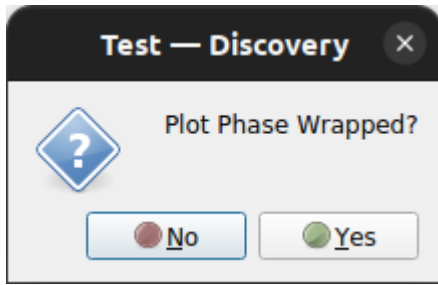 Test — Discovery
Plot Phase Wrapped?
No
Yes